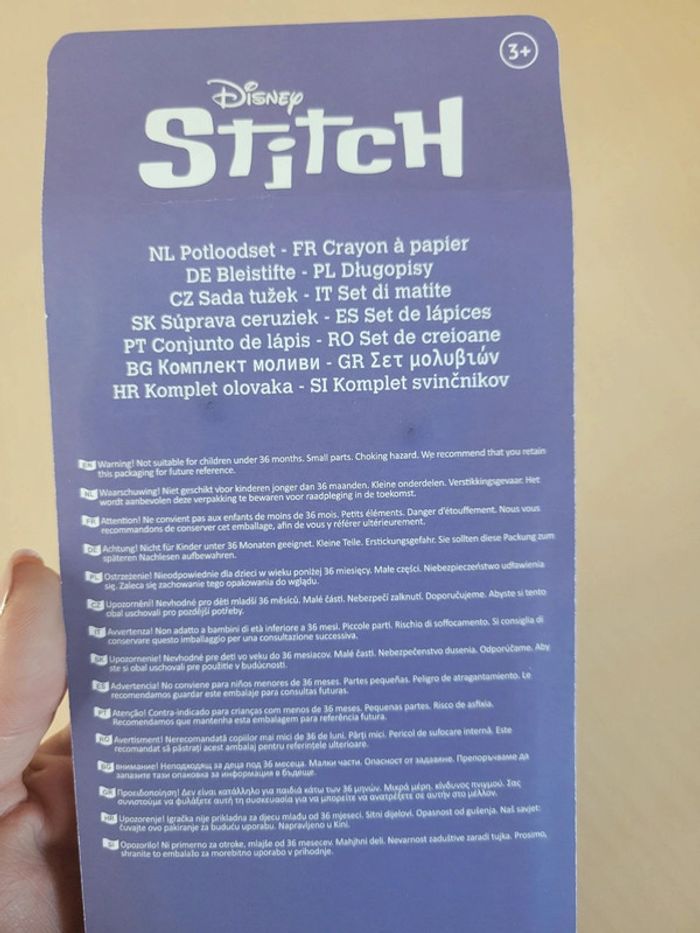 3+
DISNEY
STITCH
NL Potloodset - FR Crayon à papier
DE Bleistifte - PL Długopisy
CZ Sada tužek - IT Set di matite
SK Súprava ceruziek - ES Set de lápices
PT Conjunto de lápis - RO Set de creioane
BG Комплект моливи - GR Σετ μολυβιών
HR Komplet olovaka - SI Komplet svinčnikov
EN Warning! Not suitable for children under 36 months. Small parts. Choking hazard. We recommend that you retain
this packaging for future reference.
NL Waarschuwing! Niet geschikt voor kinderen jonger dan 36 maanden. Kleine onderdelen. Verstikkingsgevaar. Het
wordt aanbevolen deze verpakking te bewaren voor raadpleging in de toekomst.
FR Attention! Ne convient pas aux enfants de moins de 36 mois. Petits éléments. Danger d'étouffement. Nous vous
recommandons de conserver cet emballage, afin de vous y référer ultérieurement.
DE Achtung! Nicht für Kinder unter 36 Monaten geeignet. Kleine Teile. Erstickungsgefahr. Sie sollten diese Packung zum
späteren Nachlesen aufbewahren.
PL Ostrzeżenie! Nieodpowiednie dla dzieci w wieku poniżej 36 miesięcy. Małe części. Niebezpieczeństwo udławienia
się. Zaleca się zachowanie tego opakowania do wglądu.
CZ Upozornění! Nevhodné pro děti mladší 36 měsíců. Malé části. Nebezpečí zalknutí. Doporučujeme. Abyste si tento
obal uschovali pro pozdější potřeby.
IT Avvertenza! Non adatto a bambini di età inferiore a 36 mesi. Piccole parti. Rischio di soffocamento. Si consiglia di
conservare questo imballaggio per una consultazione successiva.
SK Upozornenie! Nevhodné pre deti vo veku do 36 mesiacov. Malé časti. Nebezpečenstvo dusenia. Odporúčame. Aby
ste si obal uschovali pre použitie v budúcnosti.
ES Advertencia! No conviene para niños menores de 36 meses. Partes pequeñas. Peligro de atragantamiento. Le
recomendamos guardar este embalaje para consultas futuras.
PT Atenção! Contra-indicado para crianças com menos de 36 meses. Pequenas partes. Risco de asfixia.
Recomendamos que mantenha esta embalagem para referência futura.
RO Avertisment! Nerecomandată copiilor mai mici de 36 de luni. Părți mici. Pericol de sufocare internă. Este
recomandat să păstrați acest ambalaj pentru referințele ulterioare.
BG внимание! Неподходящ за деца под 36 месеца. Малки части. Опасност от задавяне. Препоръчваме да
запазите тази опаковка за информация в бъдеще.
GR Προειδοποίηση! Δεν είναι κατάλληλο για παιδιά κάτω των 36 μηνών. Μικρά μέρη. κίνδυνος πνιγμού. Σας
συνιστούμε να φυλάξετε αυτή τη συσκευασία για να μπορείτε να ανατρέξετε σε αυτήν στο μέλλον.
HR Upozorenje! Igračka nije prikladna za djecu mlađu od 36 mjeseci. Sitni dijelovi. Opasnost od gušenja. Naš savjet:
čuvajte ovo pakiranje za buduću uporabu. Napravljeno u Kini.
SI Opozorilo! Ni primerno za otroke, mlajše od 36 mesecev. Mahjhni deli. Nevarnost zadušitve zaradi tujka. Prosimo,
shranite to embalažo za morebitno uporabo v prihodnje.